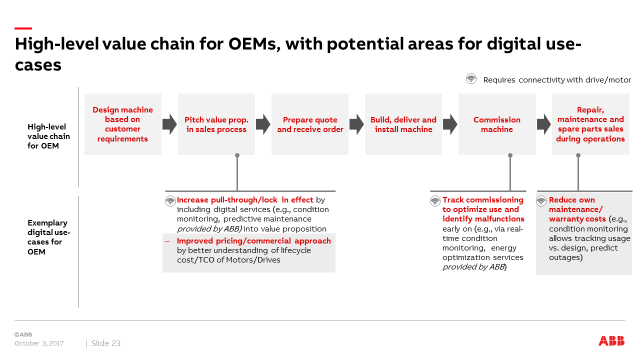 High-level value chain for OEMs, with potential areas for digital use-
cases
Requires connectivity with drive/motor
High-level
value chain
for OEM
Design machine
based on
customer
requirements
Pitch value prop.
in sales process
Prepare quote
and receive order
Build, deliver and
install machine
Commission
machine
Repair,
maintenance and
spare parts sales
during operations
Exemplary
digital use-
cases for
OEM
Increase pull-through/lock in effect by
including digital services (e.g., condition
monitoring, predictive maintenance
provided by ABB) into value proposition
– Improved pricing/commercial approach
by better understanding of lifecycle
cost/TCO of Motors/Drives
Track commissioning
to optimize use and
identify malfunctions
early on (e.g., via real-
time condition
monitoring, energy
optimization services
provided by ABB)
Reduce own
maintenance/
warranty costs (e.g.,
condition monitoring
allows tracking usage
vs. design, predict
outages)
©ABB
October 3, 2017
| Slide 23
ABB